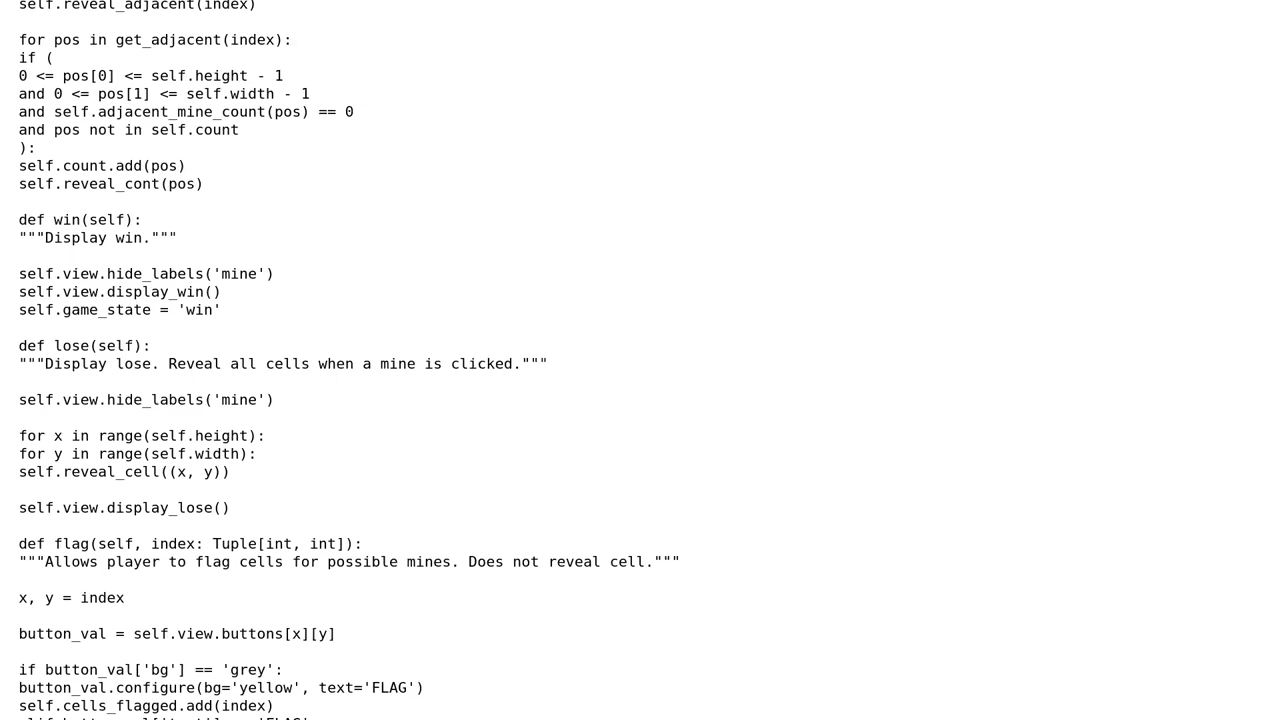 self.reveal_adjacent(index)

for pos in get_adjacent(index):
if (
0 <= pos[0] <= self.height - 1
and 0 <= pos[1] <= self.width - 1
and self.adjacent_mine_count(pos) == 0
and pos not in self.count
):
self.count.add(pos)
self.reveal_cont(pos)

def win(self):
"""Display win."""

self.view.hide_labels('mine')
self.view.display_win()
self.game_state = 'win'

def lose(self):
"""Display lose. Reveal all cells when a mine is clicked."""

self.view.hide_labels('mine')

for x in range(self.height):
for y in range(self.width):
self.reveal_cell((x, y))

self.view.display_lose()

def flag(self, index: Tuple[int, int]):
"""Allows player to flag cells for possible mines. Does not reveal cell."""

x, y = index

button_val = self.view.buttons[x][y]

if button_val['bg'] == 'grey':
button_val.configure(bg='yellow', text='FLAG')
self.cells_flagged.add(index)